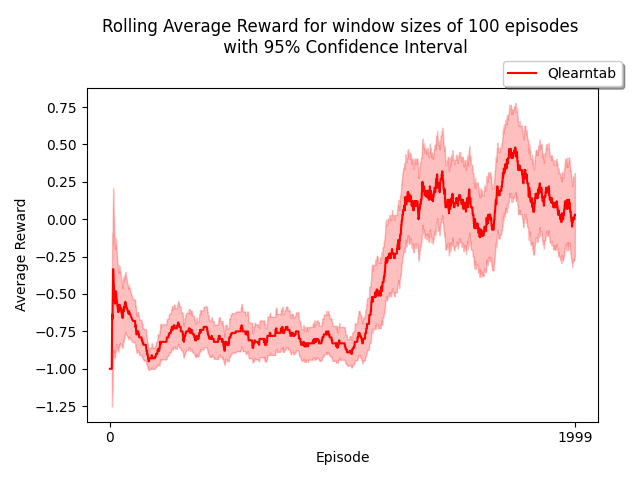 Rolling Average Reward for window sizes of 100 episodes
with 95% Confidence Interval
Qlearntab
0.75
0.50
0.25
0.00
−0.25
−0.50
−0.75
−1.00
−1.25
Average Reward
0
1999
Episode